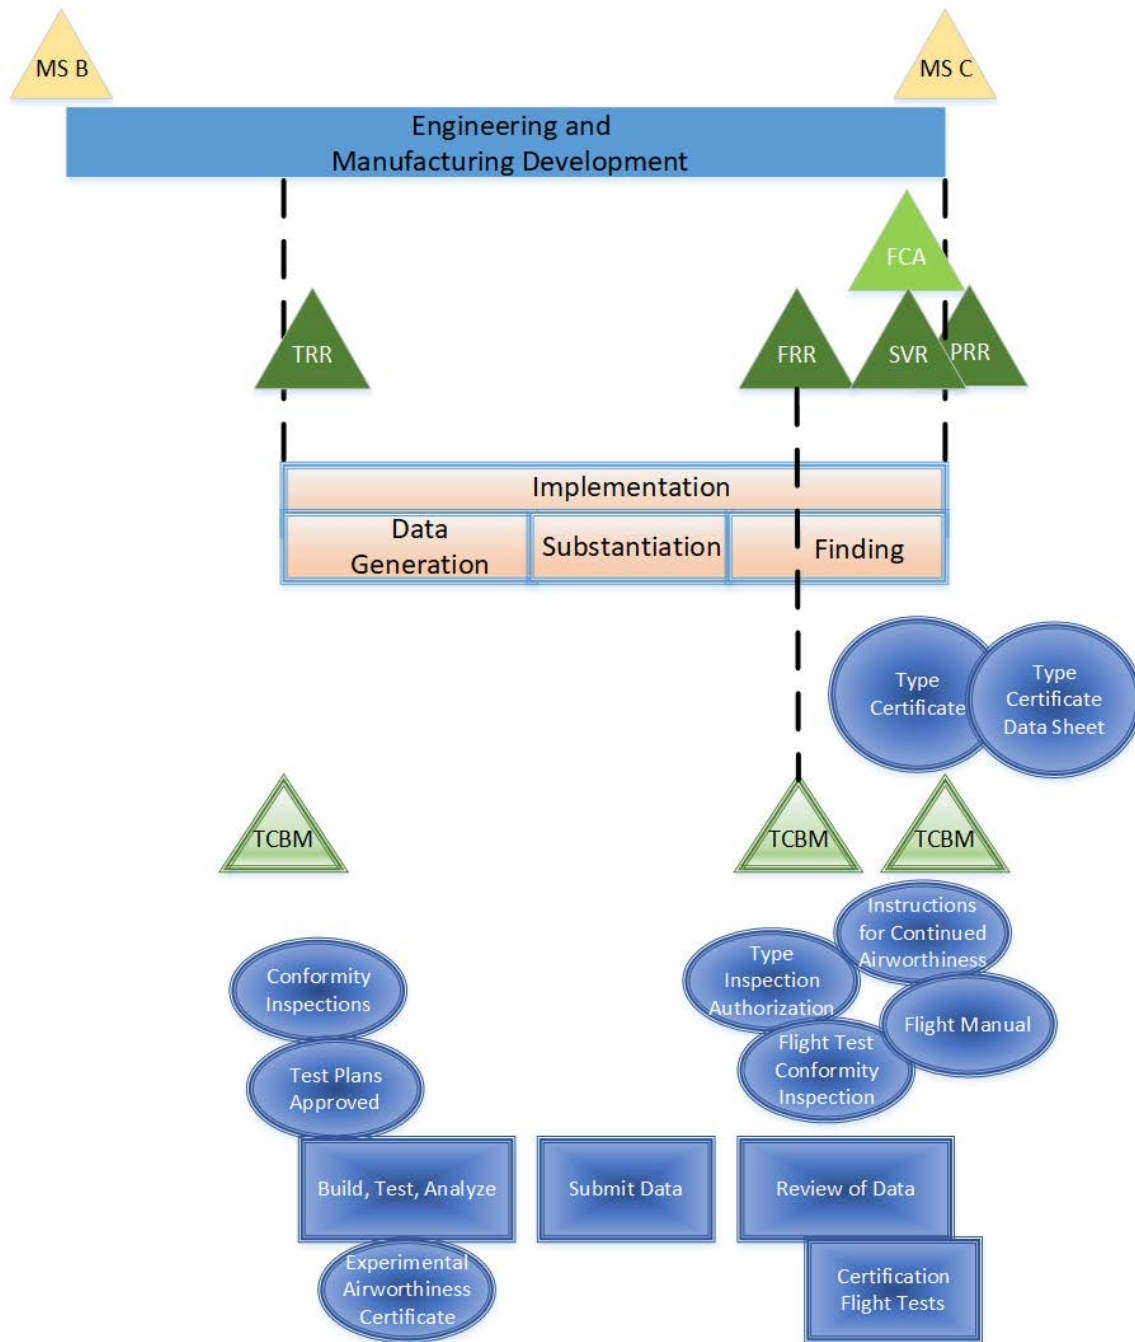 MS B
MS C
Engineering and
Manufacturing Development
FCA
TRR
FRR
SVR
PRR
Implementation
Data
Generation
Substantiation
Finding
Type
Certificate
Type
Certificate
Data Sheet
TCBM
TCBM
TCBM
Instructions
for Continued
Airworthiness
Conformity
Inspections
Type
Inspection
Authorization
Flight Manual
Flight Test
Conformity
Inspection
Test Plans
Approved
Build, Test, Analyze
Submit Data
Review of Data
Experimental
Airworthiness
Certificate
Certification
Flight Tests